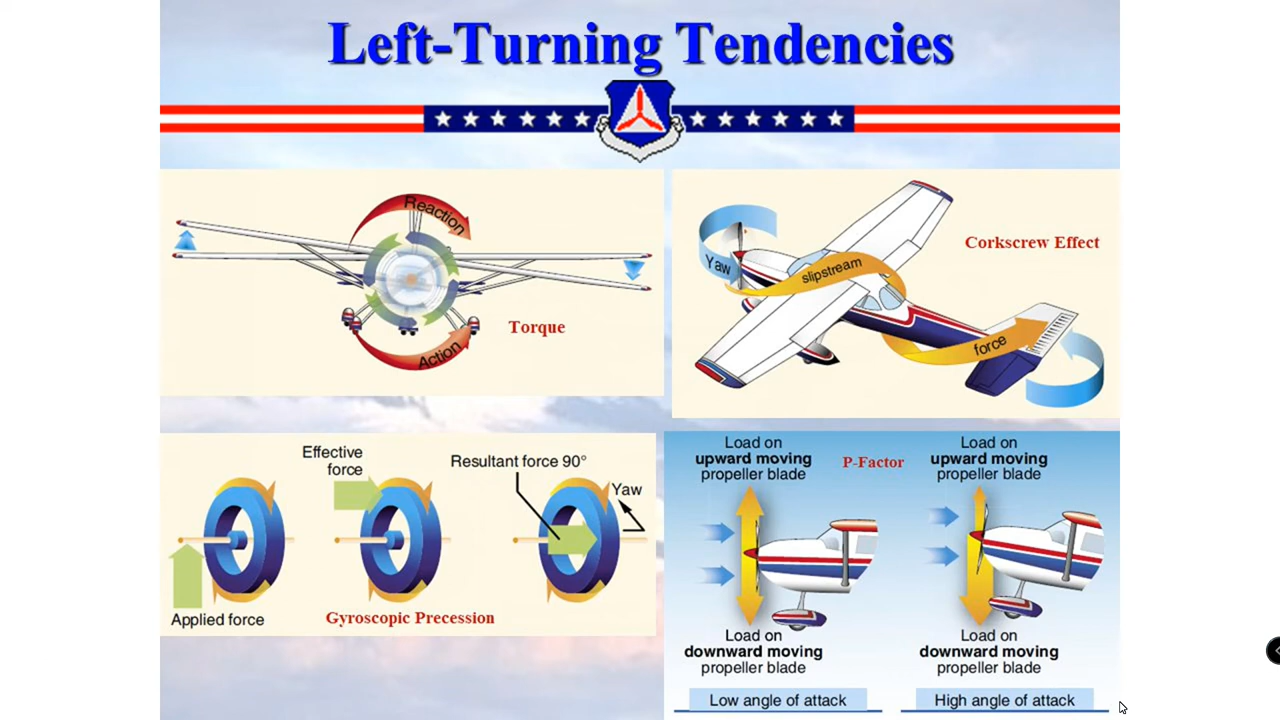 Left-Turning Tendencies
Reaction
Action
Torque
Yaw
slipstream
force
Corkscrew Effect
Applied force
Effective
force
Resultant force 90°
Yaw
Gyroscopic Precession
Load on
upward moving
propeller blade
P-Factor
Load on
upward moving
propeller blade
Load on
downward moving
propeller blade
Load on
downward moving
propeller blade
Low angle of attack
High angle of attack